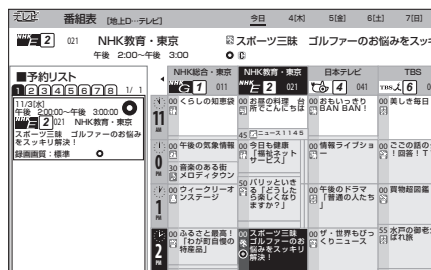 番組表 [地上D…テレビ] 今日 4[木] 5[金] 6[土] 7[日]
NHK E 2 021 NHK教育・東京 スポーツ三昧 ゴルファーのお悩みをスッキ
午後 2:00〜午後 3:00
■予約リスト
1 2 3 4 5 6 7 8 1/ 1
11/3[水]
午後 2:00〜午後 3:00
NHK E 2 021 NHK教育・東京
スポーツ三昧 ゴルファーのお悩み
をスッキリ解決!
録画画質:標準
NHK総合・東京 NHK教育・東京 日本テレビ TBS
NHK G 1 011 NHK E 2 021 4 041 TBS 6
11 AM
00 くらしの知恵袋
00 お昼の料理 台
所でこんにちは
45 ニュース1145
00 おもいっきり
BAN BAN!
00 美しき毎日
0 PM
00 午後の気象情報
30 音楽のある街
メロディタウン
00 今日も健康
「福祉ネット
サービス」
50 バリッといき
00 情報ライブショ
ー
00 ここの話の
!回答!T
1 PM
00 ウィークリーオ
ンステージ
る「どうした
ら楽しくなり
ますか?」
00 午後のドラマ
「普通の人たち
」
00 買物超図鑑
2 PM
00 ふるさと最高!
「わが町自慢の
特産品」
00 スポーツ三昧
ゴルファーのお
悩みをスッキリ
解決!
00 ザ・世界もびっ
くりニュース
55 水戸の御老
ばれ旅